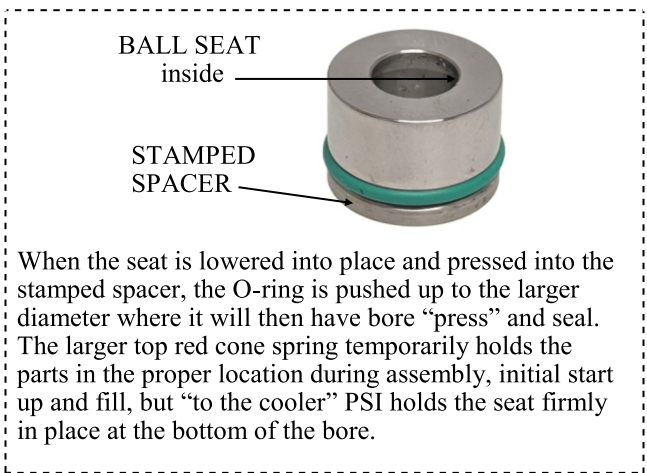 BALL SEAT
inside
STAMPED
SPACER
When the seat is lowered into place and pressed into the
stamped spacer, the O-ring is pushed up to the larger
diameter where it will then have bore “press” and seal.
The larger top red cone spring temporarily holds the
parts in the proper location during assembly, initial start
up and fill, but “to the cooler” PSI holds the seat firmly
in place at the bottom of the bore.